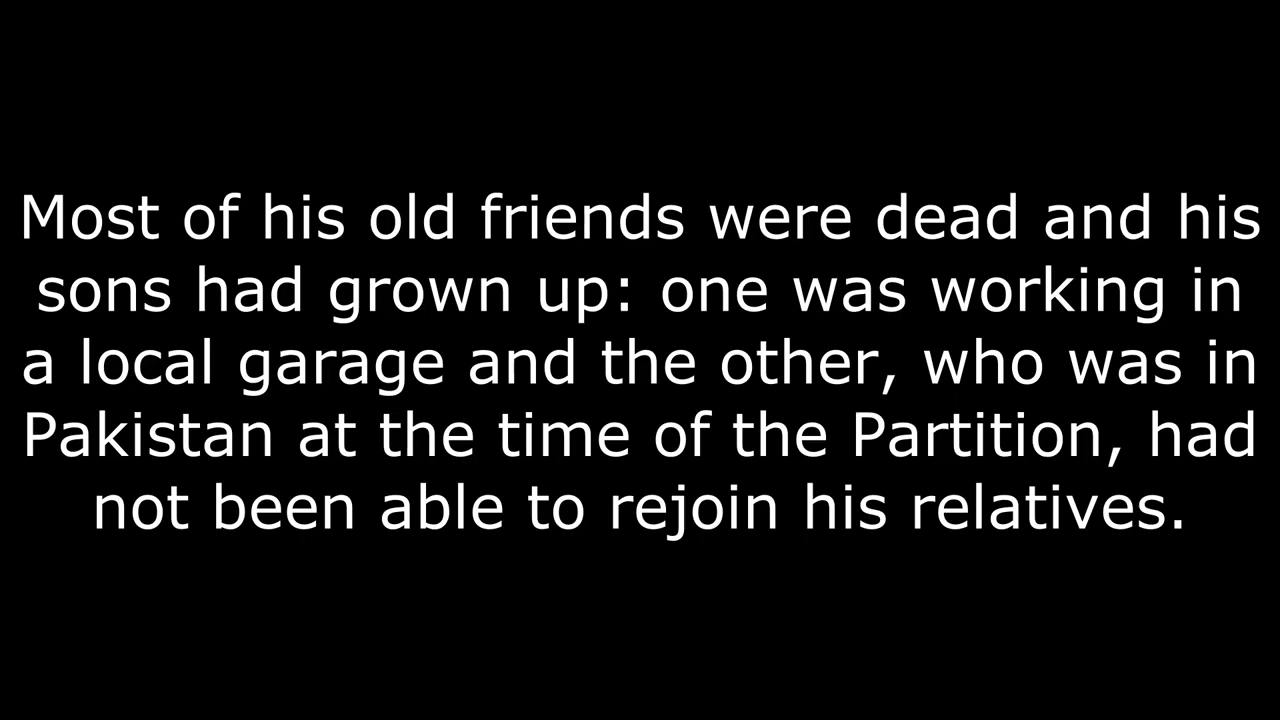 Most of his old friends were dead and his
sons had grown up: one was working in
a local garage and the other, who was in
Pakistan at the time of the Partition, had
not been able to rejoin his relatives.